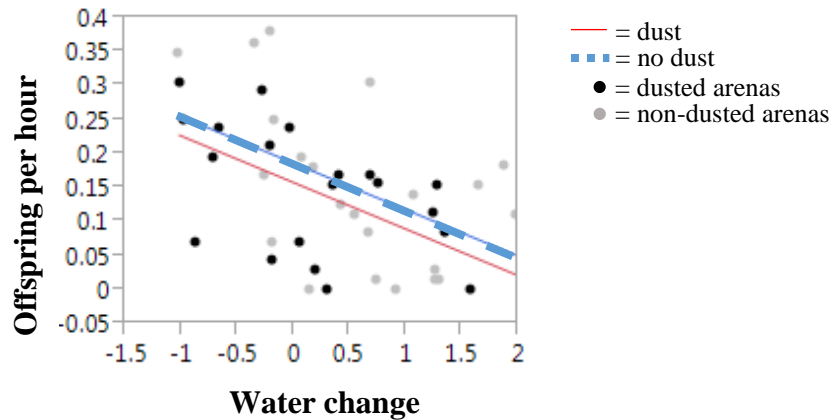 0.4
0.35
0.3
0.25
0.2
0.15
0.1
0.05
0
-0.05
Offspring per hour
-1.5 -1 -0.5 0 0.5 1 1.5 2
Water change
= dust
= no dust
= dusted arenas
= non-dusted arenas